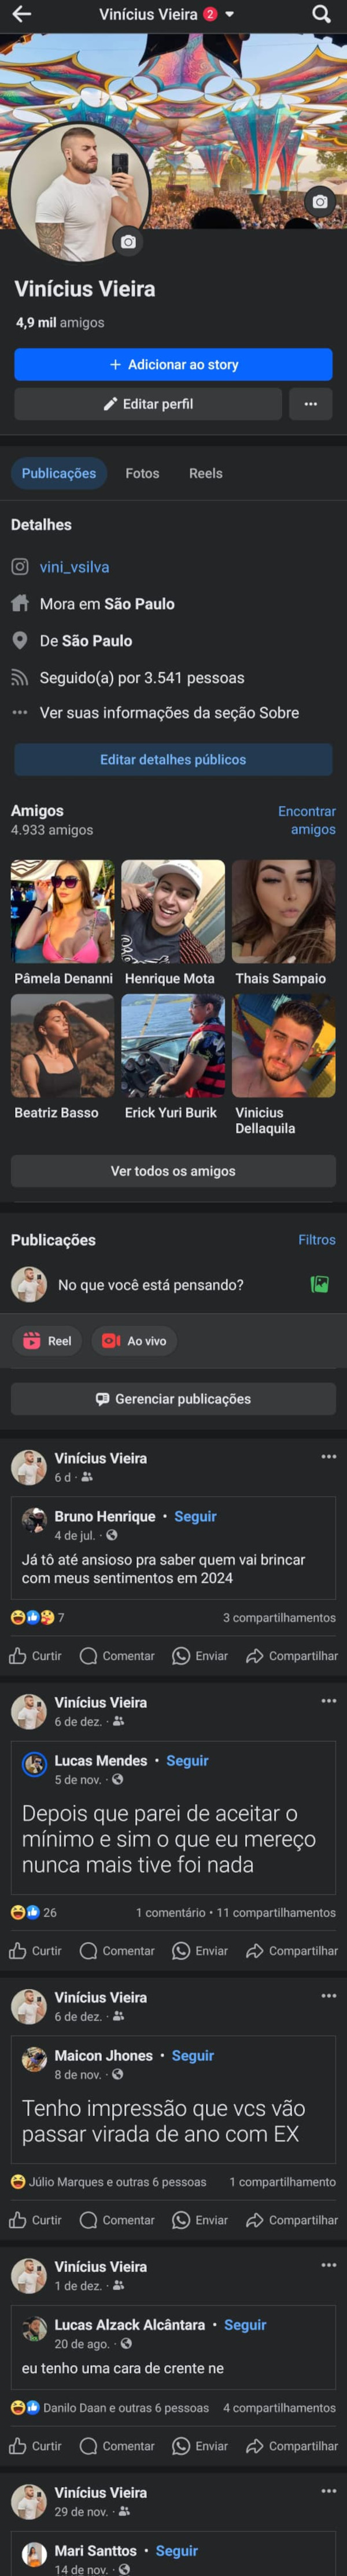 Vinícius Vieira 2
Vinícius Vieira
4,9 mil amigos
+ Adicionar ao story
Editar perfil
Publicações Fotos Reels
Detalhes
vini_vsilva
Mora em São Paulo
De São Paulo
Seguido(a) por 3.541 pessoas
Ver suas informações da seção Sobre
Editar detalhes públicos
Amigos
4.933 amigos
Encontrar
amigos
Pâmela Denanni Henrique Mota Thais Sampaio
Beatriz Basso Erick Yuri Burik Vinicius
Dellaquila
Ver todos os amigos
Publicações Filtros
No que você está pensando?
Reel Ao vivo
Gerenciar publicações
Vinícius Vieira
6 d ·
Bruno Henrique · Seguir
4 de jul. ·
Já tô até ansioso pra saber quem vai brincar
com meus sentimentos em 2024
7 3 compartilhamentos
Curtir Comentar Enviar Compartilhar
Vinícius Vieira
6 de dez. ·
Lucas Mendes · Seguir
5 de nov. ·
Depois que parei de aceitar o
mínimo e sim o que eu mereço
nunca mais tive foi nada
26 1 comentário · 11 compartilhamentos
Curtir Comentar Enviar Compartilhar
Vinícius Vieira
6 de dez. ·
Maicon Jhones · Seguir
8 de nov. ·
Tenho impressão que vcs vão
passar virada de ano com EX
Júlio Marques e outras 6 pessoas 1 compartilhamento
Curtir Comentar Enviar Compartilhar
Vinícius Vieira
1 de dez. ·
Lucas Alzack Alcântara · Seguir
20 de ago. ·
eu tenho uma cara de crente ne
Danilo Daan e outras 6 pessoas 4 compartilhamentos
Curtir Comentar Enviar Compartilhar
Vinícius Vieira
29 de nov. ·
Mari Santtos · Seguir
14 de nov. ·